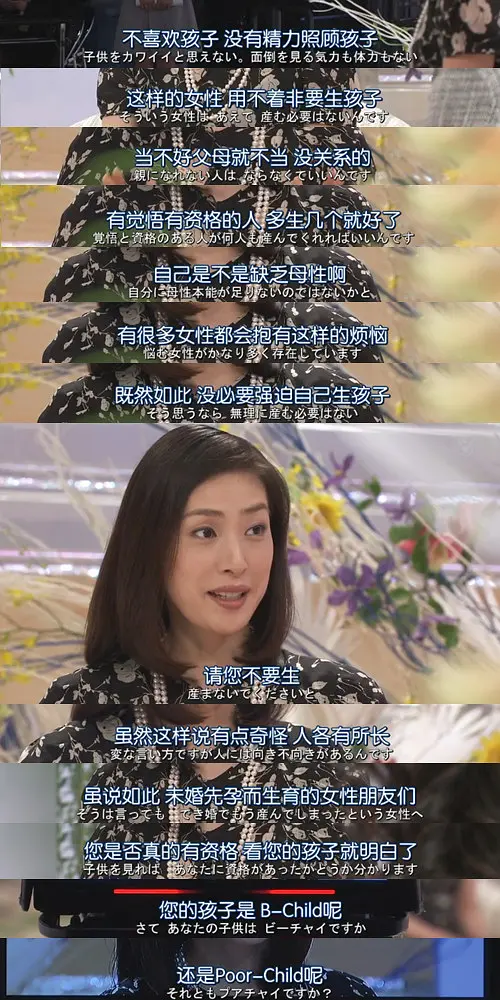 不喜欢孩子 没有精力照顾孩子
子供をカワイイと思えない。面倒を見る気力も体力もない
这样的女性 用不着非要生孩子
そういう女性は あえて 産む必要はないんです
当不好父母就不当 没关系的
親になれない人は ならなくていいんです
有觉悟有资格的人 多生几个就好了
覚悟と資格のある人が何人も産んでくれればいいんです
自己是不是缺乏母性啊
自分に母性本能が足りないのではないかと
有很多女性都会抱有这样的烦恼
悩む女性がかなり多く存在しています
既然如此 没必要强迫自己生孩子
そう思うなら 無理に産む必要はない
请您不要生
産まないでくださいと
虽然这样说有点奇怪 人各有所长
変な言い方ですが人には向き不向きがあるんです
虽说如此 未婚先孕而生育的女性朋友们
そうは言っても でき婚でもう産んでしまったという女性へ
您是否真的有资格 看您的孩子就明白了
子供を見れば あなたに資格があったかどうか分かります
您的孩子是 B-Child呢
さて あなたの子供は ビーチャイですか
还是Poor-Child呢
それともプアチャイですか？